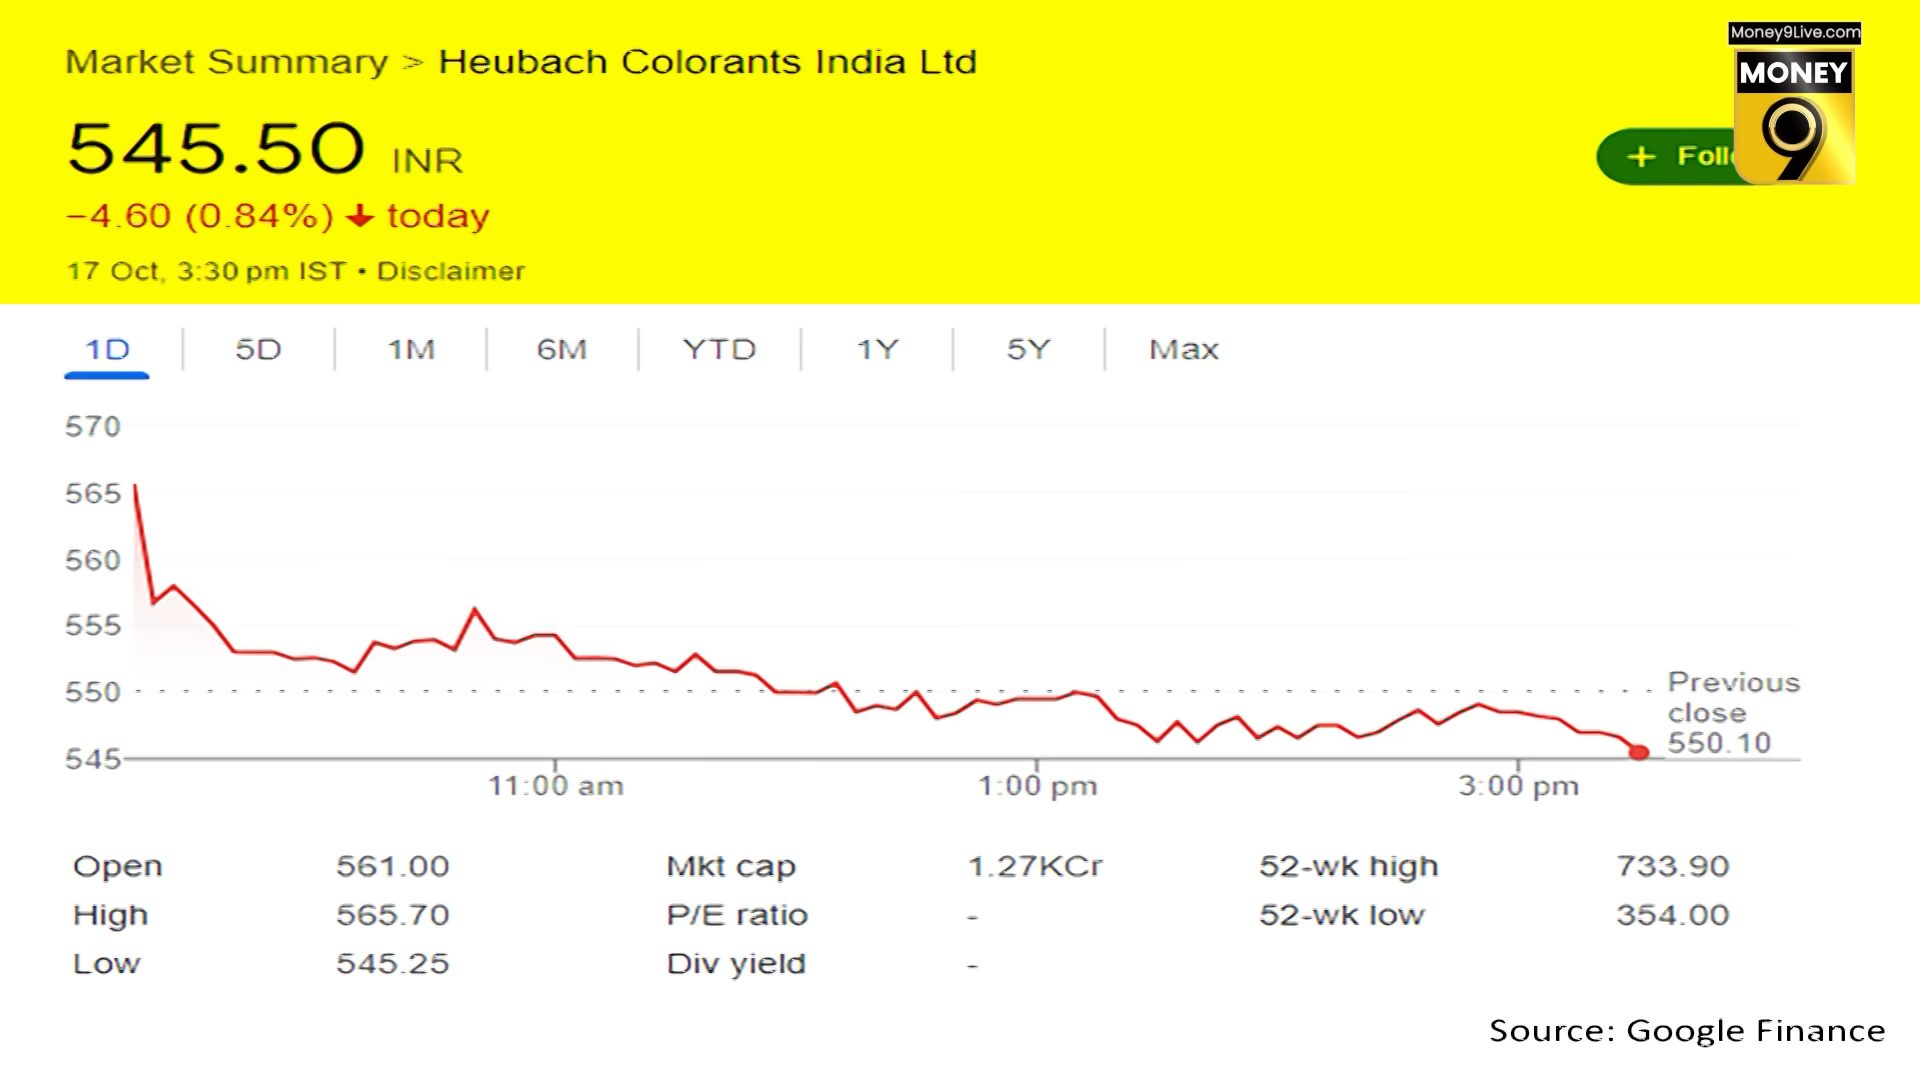 Money9Live.com
MONEY
9
Market Summary > Heubach Colorants India Ltd
545.50 INR
+ Foll
−4.60 (0.84%) ↓ today
17 Oct, 3:30 pm IST • Disclaimer
1D 5D 1M 6M YTD 1Y 5Y Max
570
565
560
555
550
545
Previous
close
550.10
11:00 am 1:00 pm 3:00 pm
Open 561.00 Mkt cap 1.27KCr 52-wk high 733.90
High 565.70 P/E ratio - 52-wk low 354.00
Low 545.25 Div yield -
Source: Google Finance